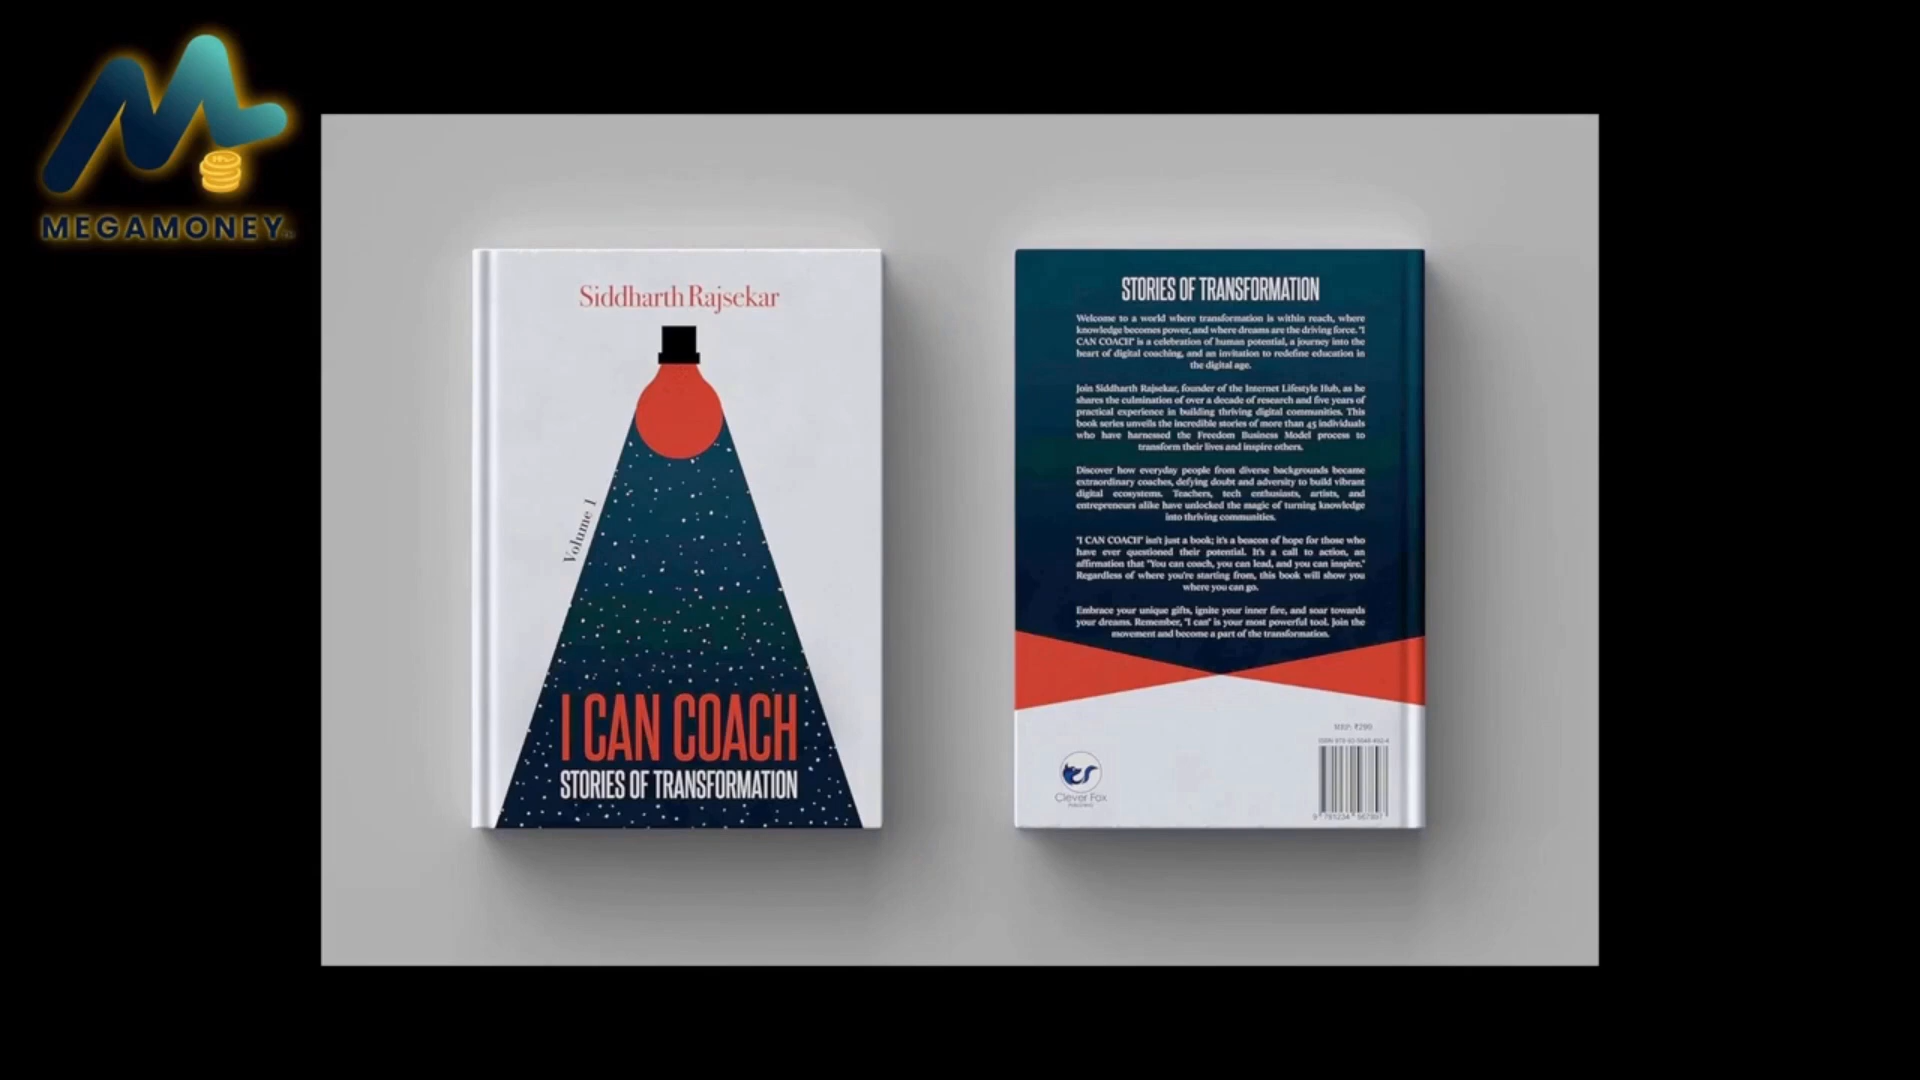 MEGAMONEY
Siddharth Rajsekar
Volume 1
I CAN COACH
STORIES OF TRANSFORMATION
STORIES OF TRANSFORMATION
Welcome to a world where transformation is within reach, where
knowledge becomes power, and where dreams are the driving force. "I
CAN COACH" is a celebration of human potential, a journey into the
heart of digital coaching, and an invitation to redefine education in
the digital age.
Join Siddharth Rajsekar, founder of the Internet Lifestyle Hub, as he
shares the culmination of over a decade of research and five years of
practical experience in building thriving digital communities. This
book series unveils the incredible stories of more than 45 individuals
who have harnessed the Freedom Business Model process to
transform their lives and inspire others.
Discover how everyday people from diverse backgrounds became
extraordinary coaches, defying doubt and adversity to build vibrant
digital ecosystems. Teachers, tech enthusiasts, artists, and
entrepreneurs alike have unlocked the magic of turning knowledge
into thriving communities.
"I CAN COACH" isn't just a book; it's a beacon of hope for those who
have ever questioned their potential. It's a call to action, an
affirmation that "You can coach, you can lead, and you can inspire."
Regardless of where you're starting from, this book will show you
where you can go.
Embrace your unique gifts, ignite your inner fire, and soar towards
your dreams. Remember, "I can" is your most powerful tool. Join the
movement and become a part of the transformation.
MRP: ₹299
ISBN
Clever Fox
9 781234 567897